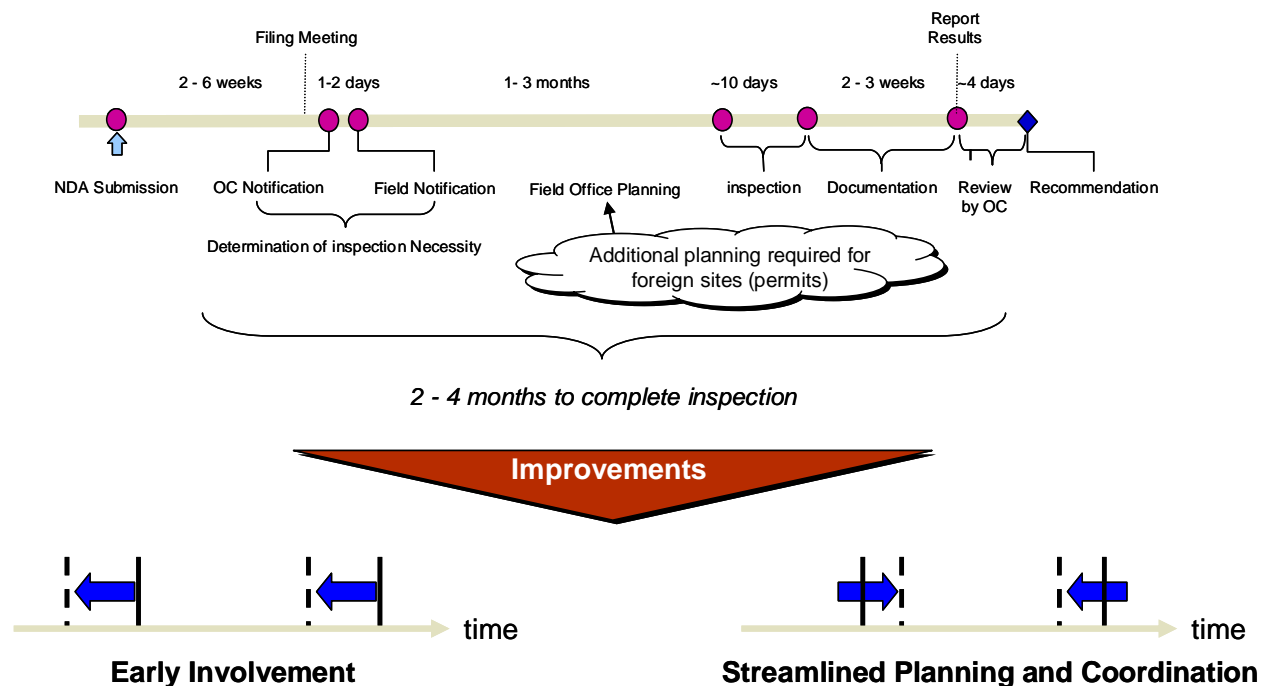 Filing Meeting
Report
Results
2 - 6 weeks
1-2 days
1- 3 months
~10 days
2 - 3 weeks
~4 days
NDA Submission
OC Notification
Field Notification
Field Office Planning
inspection
Documentation
Review
by OC
Recommendation
Determination of inspection Necessity
Additional planning required for
foreign sites (permits)
2 - 4 months to complete inspection
Improvements
time
Early Involvement
time
Streamlined Planning and Coordination